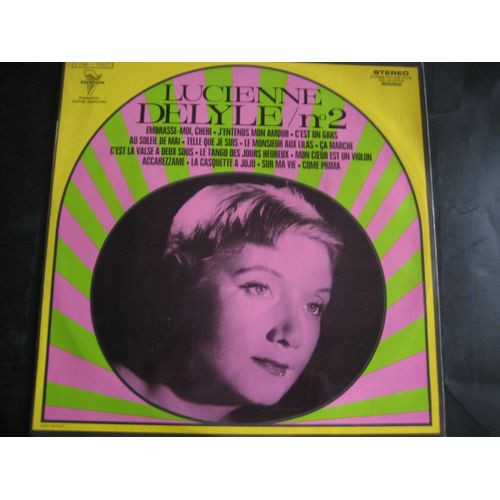 STEREO
MONO
LUCIENNE
DELYLE/n°2
EMBRASSE-MOI, CHERI • J'ENTENDS MON AMOUR • C'EST UN GARS
AU SOLEIL DE MAI • TELLE QUE JE SUIS • LE MONSIEUR AUX LILAS • ÇA MARCHE
C'EST LA VALSE A DEUX SOUS • LE TANGO DES JOURS HEUREUX • MON CŒUR EST UN VIOLON
ACCAREZZAME • LA CASQUETTE A JOJO • SUR MA VIE • COME PRIMA